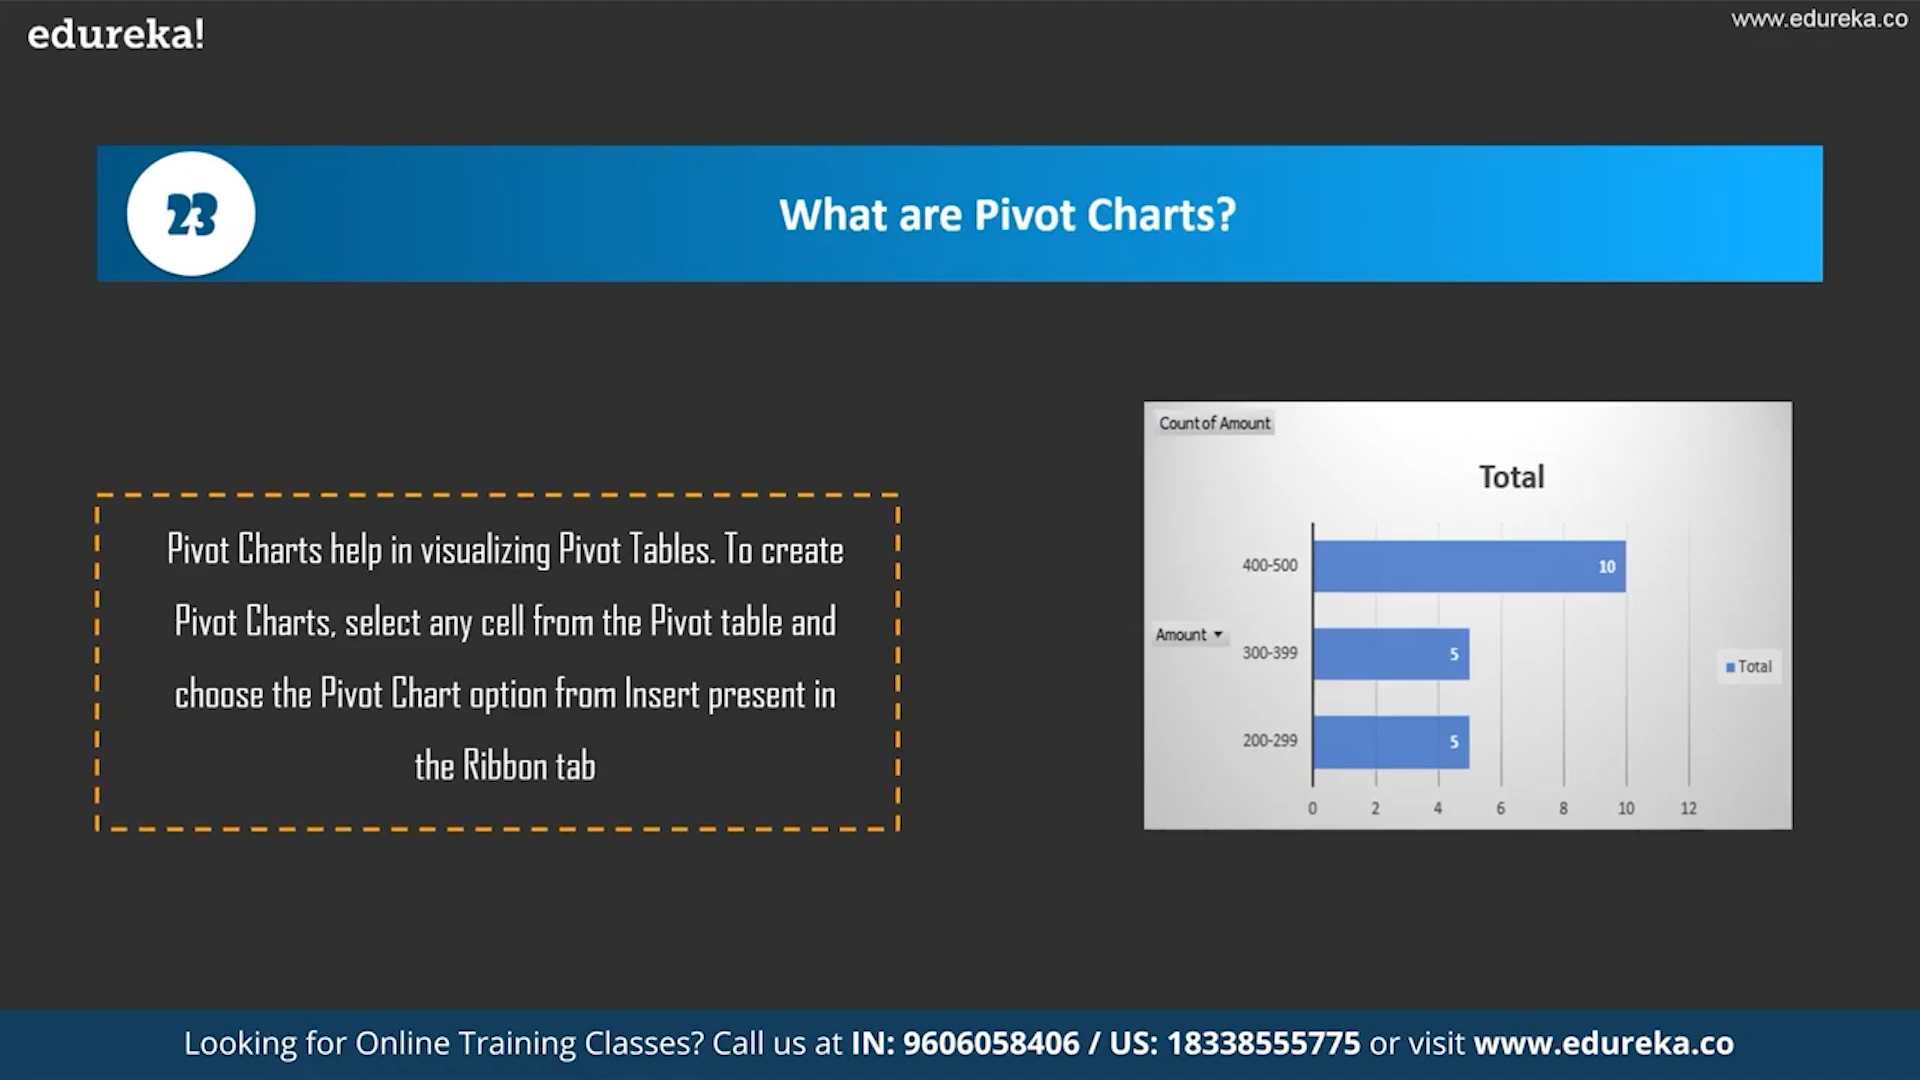 edureka!
www.edureka.co
23
What are Pivot Charts?
Pivot Charts help in visualizing Pivot Tables. To create
Pivot Charts, select any cell from the Pivot table and
choose the Pivot Chart option from Insert present in
the Ribbon tab
Count of Amount
Total
400-500
10
Amount
300-399
5
Total
200-299
5
0 2 4 6 8 10 12
Looking for Online Training Classes? Call us at IN: 9606058406 / US: 18338555775 or visit www.edureka.co